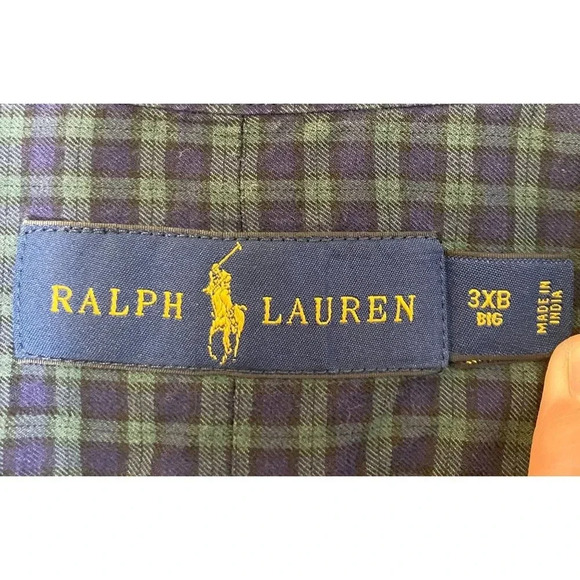 RALPH LAUREN
3XB
BIG
MADE IN
INDIA